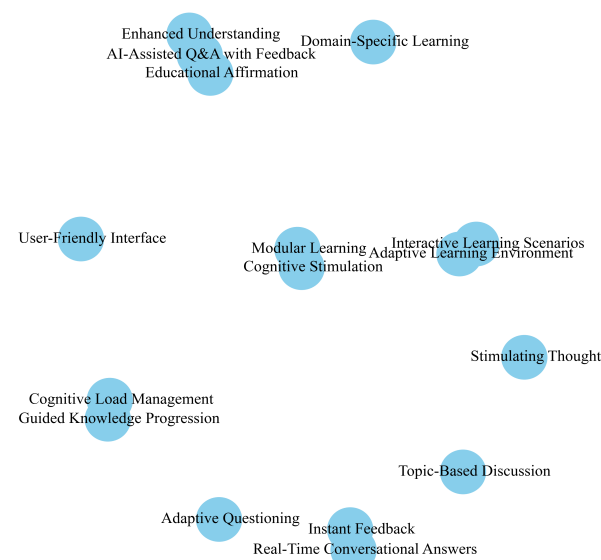 Enhanced Understanding
Domain-Specific Learning
AI-Assisted Q&A with Feedback
Educational Affirmation
User-Friendly Interface
Modular Learning
Interactive Learning Scenarios
Adaptive Learning Environment
Cognitive Stimulation
Stimulating Thought
Cognitive Load Management
Guided Knowledge Progression
Topic-Based Discussion
Adaptive Questioning
Instant Feedback
Real-Time Conversational Answers